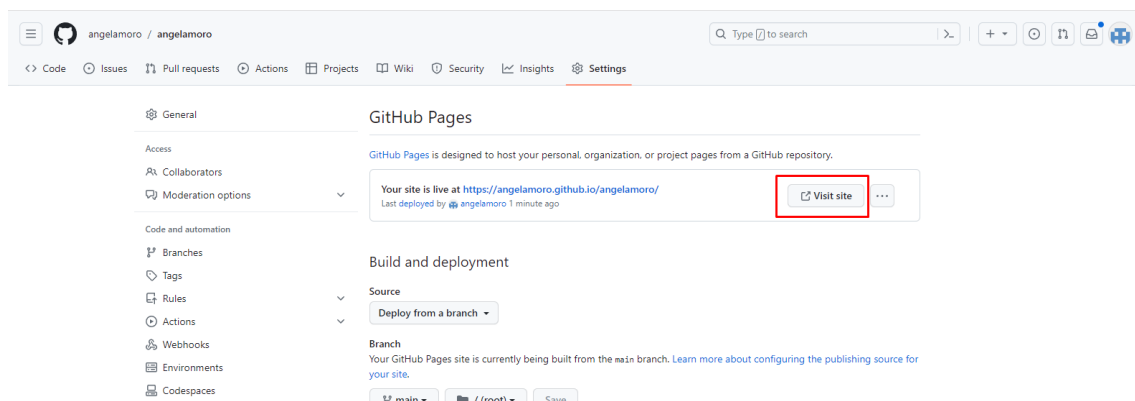 angelamoro / angelamoro
Type / to search
Code Issues Pull requests Actions Projects Wiki Security Insights Settings
General
Access
Collaborators
Moderation options
Code and automation
Branches
Tags
Rules
Actions
Webhooks
Environments
Codespaces
GitHub Pages
GitHub Pages is designed to host your personal, organization, or project pages from a GitHub repository.
Your site is live at https://angelamoro.github.io/angelamoro/
Last deployed by angelamoro 1 minute ago
Visit site
Build and deployment
Source
Deploy from a branch
Branch
Your GitHub Pages site is currently being built from the main branch. Learn more about configuring the publishing source for
your site.
main / (root) Save